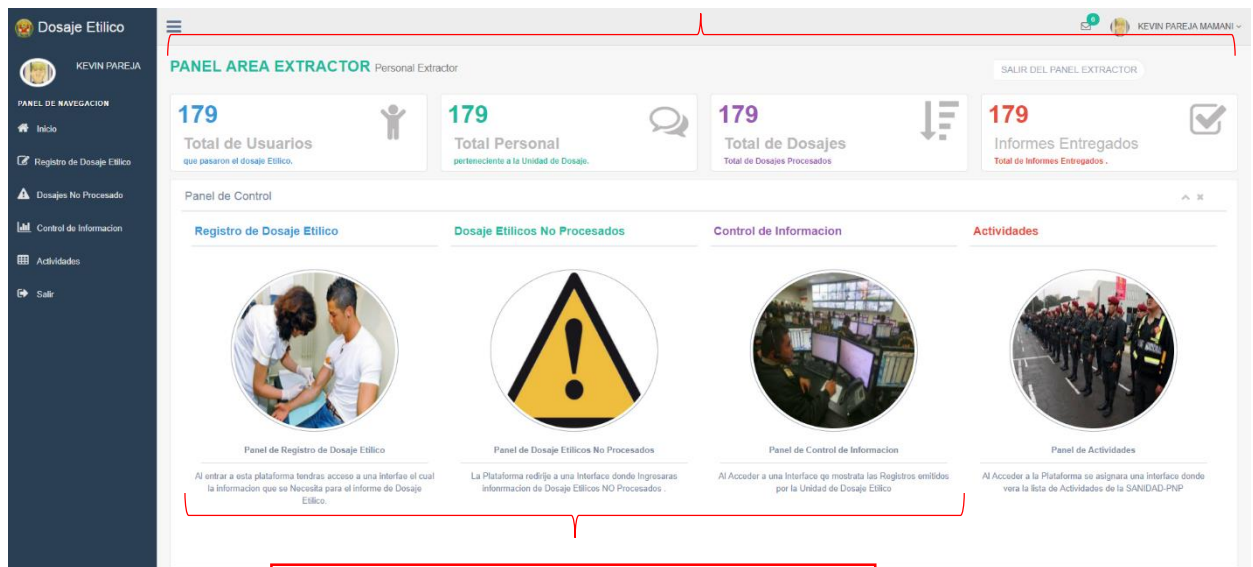 Dosaje Etilico
0
KEVIN PAREJA MAMANI
KEVIN PAREJA
PANEL DE NAVEGACION
Inicio
Registro de Dosaje Etilico
Dosajes No Procesado
Control de Informacion
Actividades
Salir
PANEL AREA EXTRACTOR Personal Extractor
SALIR DEL PANEL EXTRACTOR
179
Total de Usuarios
que pasaron el dosaje Etilico.
179
Total Personal
perteneciente a la Unidad de Dosaje.
179
Total de Dosajes
Total de Dosajes Procesados
179
Informes Entregados
Total de Informes Entregados .
Panel de Control
Registro de Dosaje Etilico
Panel de Registro de Dosaje Etilico
Al entrar a esta plataforma tendras acceso a una interfae el cual
la informacion que se Necesita para el informe de Dosaje
Etilico.
Dosaje Etilicos No Procesados
Panel de Dosaje Etilicos No Procesados
La Plataforma redirije a una Interface donde Ingresaras
infonrmacion de Dosaje Etilicos NO Procesados .
Control de Informacion
Panel de Control de Informacion
Al Acceder a una Interface qe mostrata las Registros emitidos
por la Unidad de Dosaje Etilico
Actividades
Panel de Actividades
Al Acceder a la Plataforma se asignara una interface donde
vera la lista de Actividades de la SANIDAD-PNP